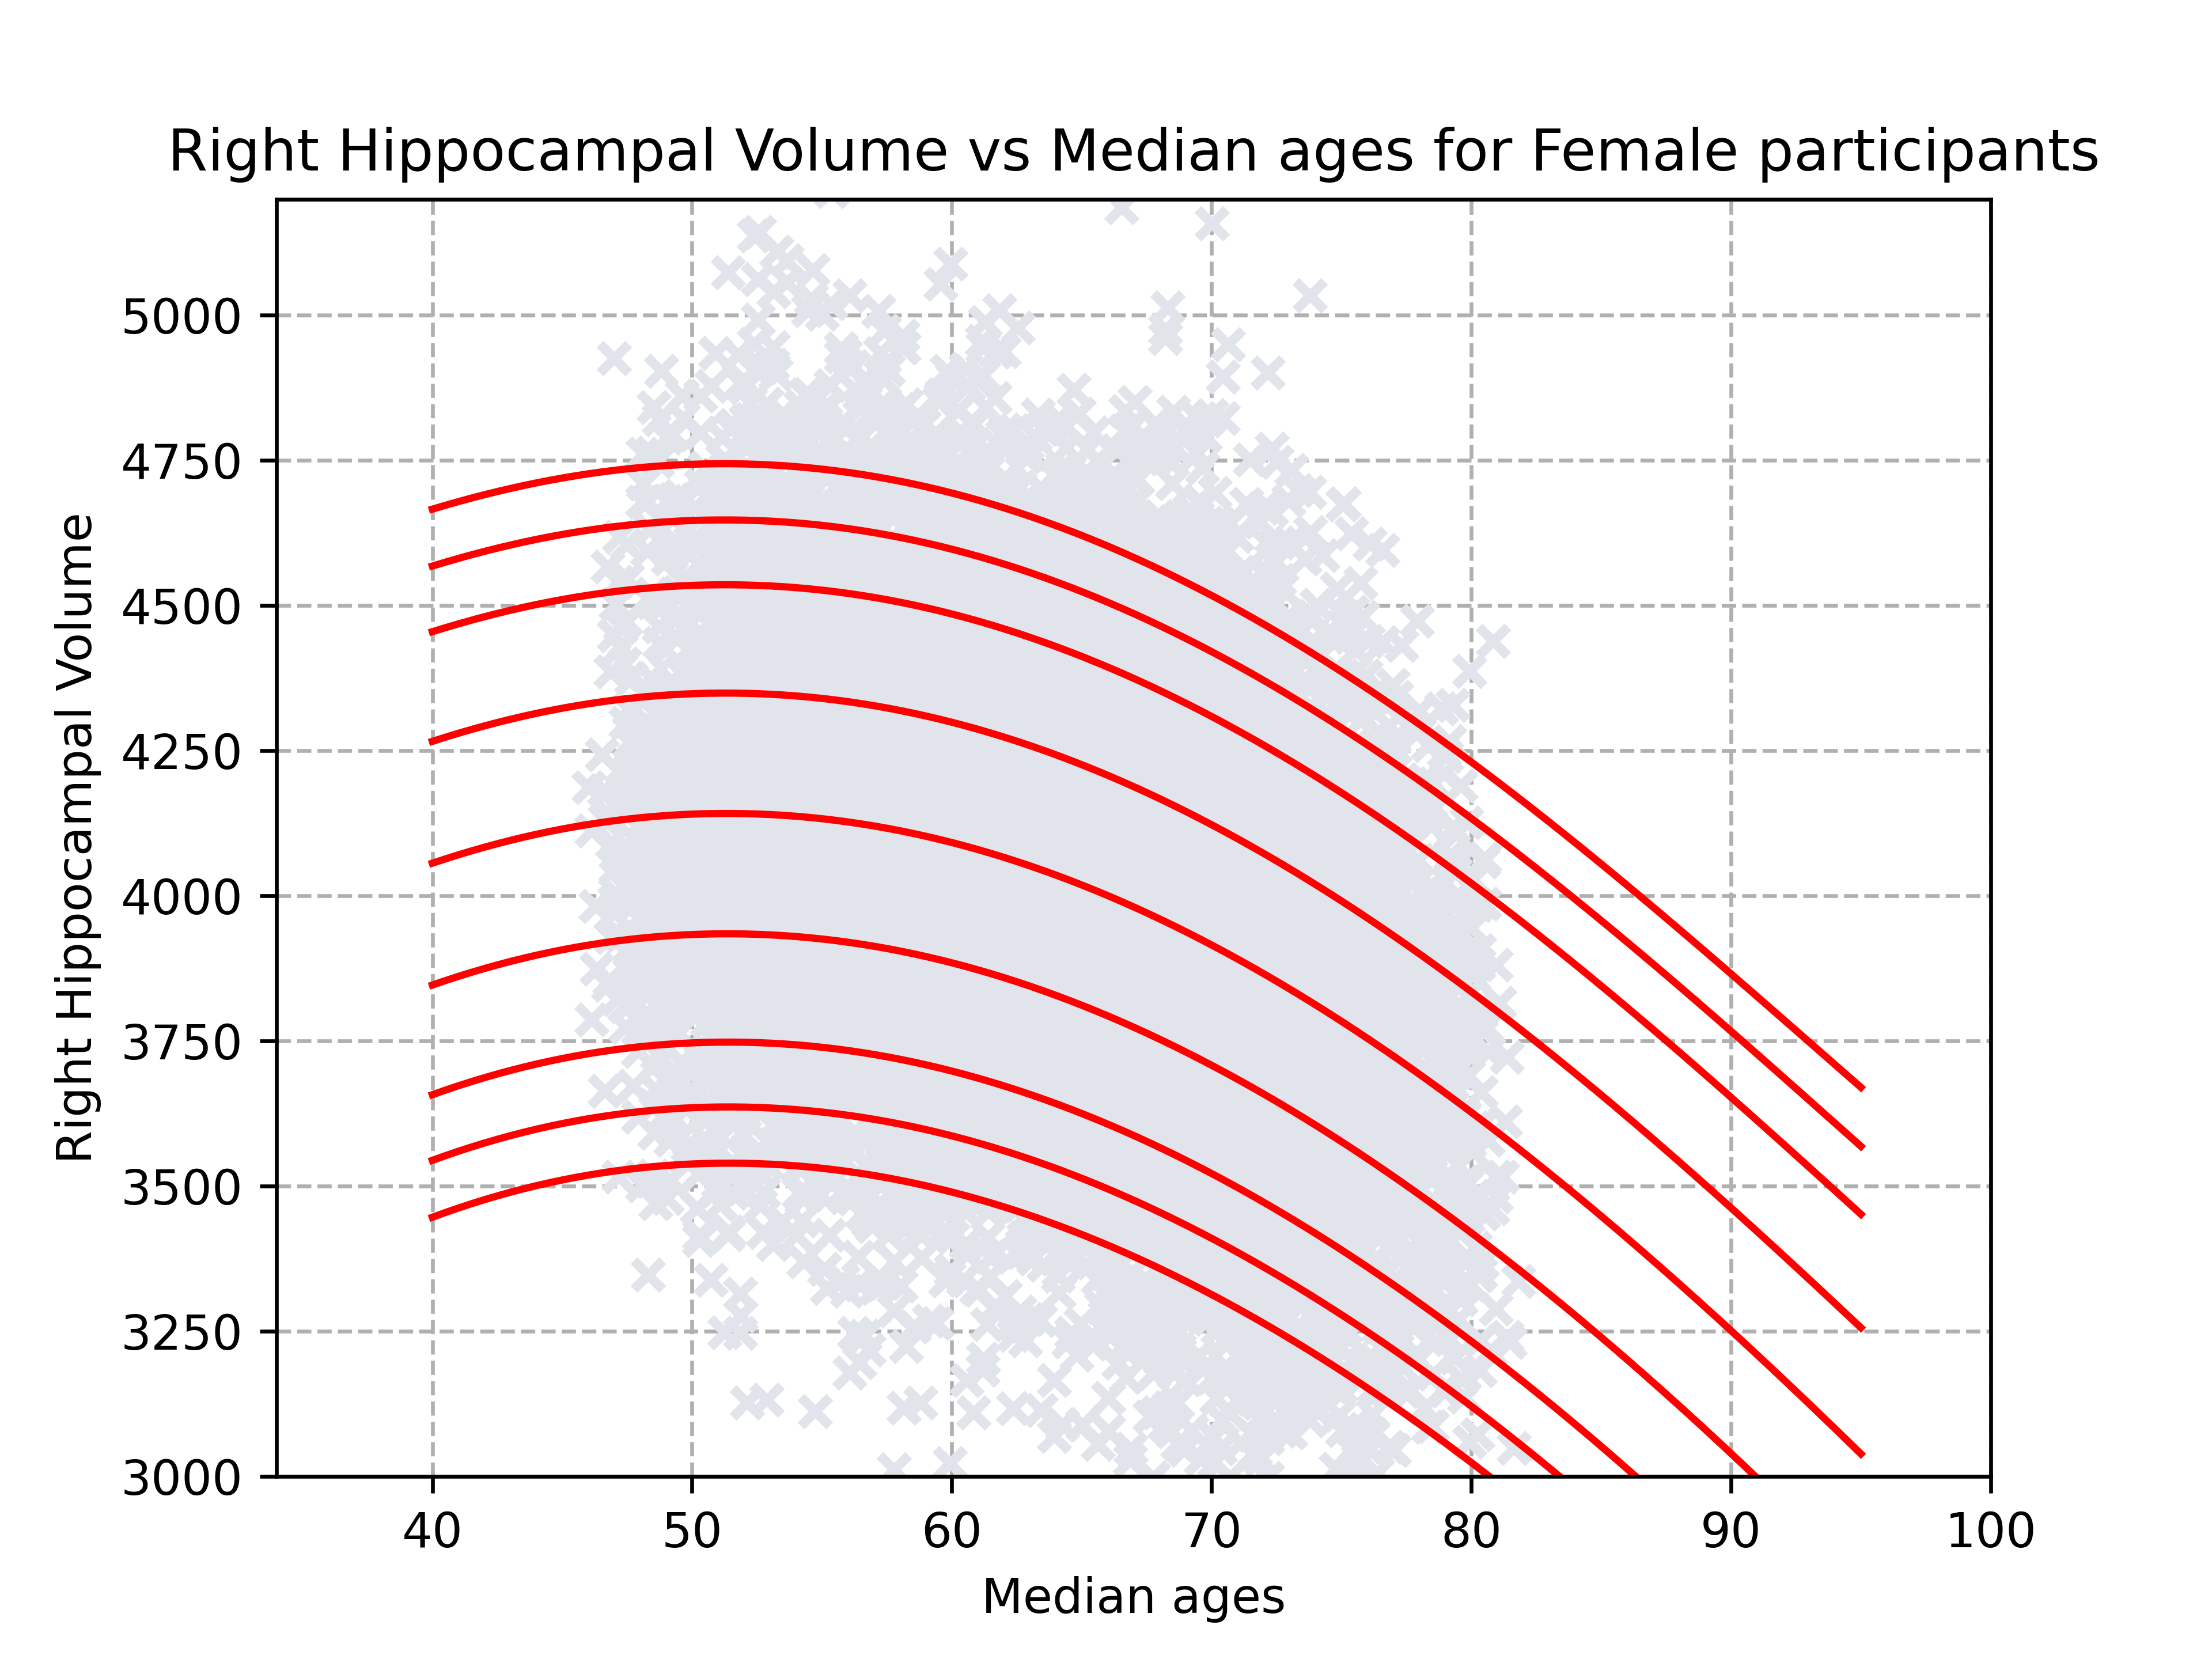 Right Hippocampal Volume vs Median ages for Female participants
Right Hippocampal Volume
5000
4750
4500
4250
4000
3750
3500
3250
3000
40 50 60 70 80 90 100
Median ages